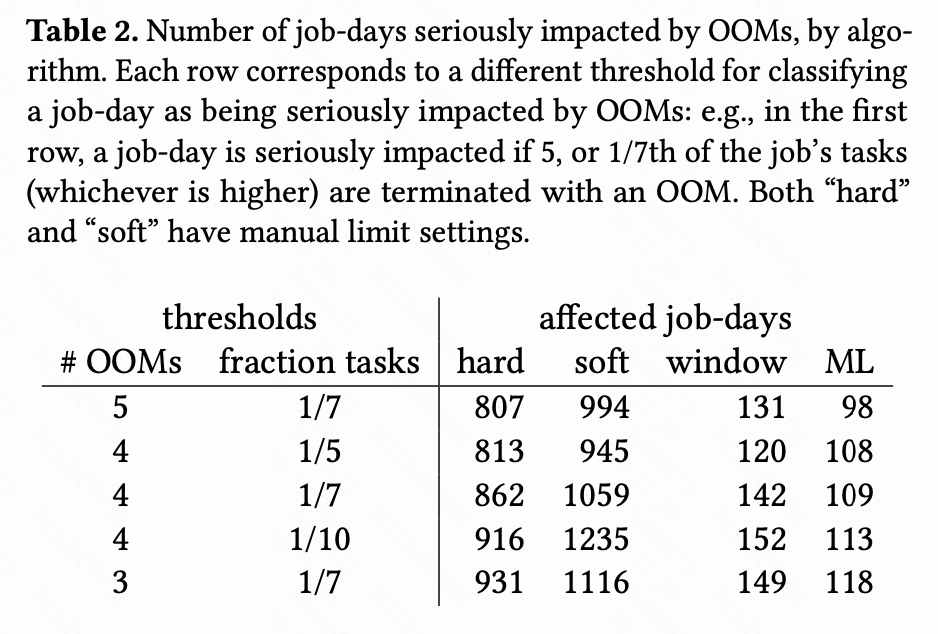 Table 2. Number of job-days seriously impacted by OOMs, by algo-
rithm. Each row corresponds to a different threshold for classifying
a job-day as being seriously impacted by OOMs: e.g., in the first
row, a job-day is seriously impacted if 5, or 1/7th of the job's tasks
(whichever is higher) are terminated with an OOM. Both “hard”
and “soft” have manual limit settings.
thresholds affected job-days
# OOMs fraction tasks hard soft window ML
5 1/7 807 994 131 98
4 1/5 813 945 120 108
4 1/7 862 1059 142 109
4 1/10 916 1235 152 113
3 1/7 931 1116 149 118